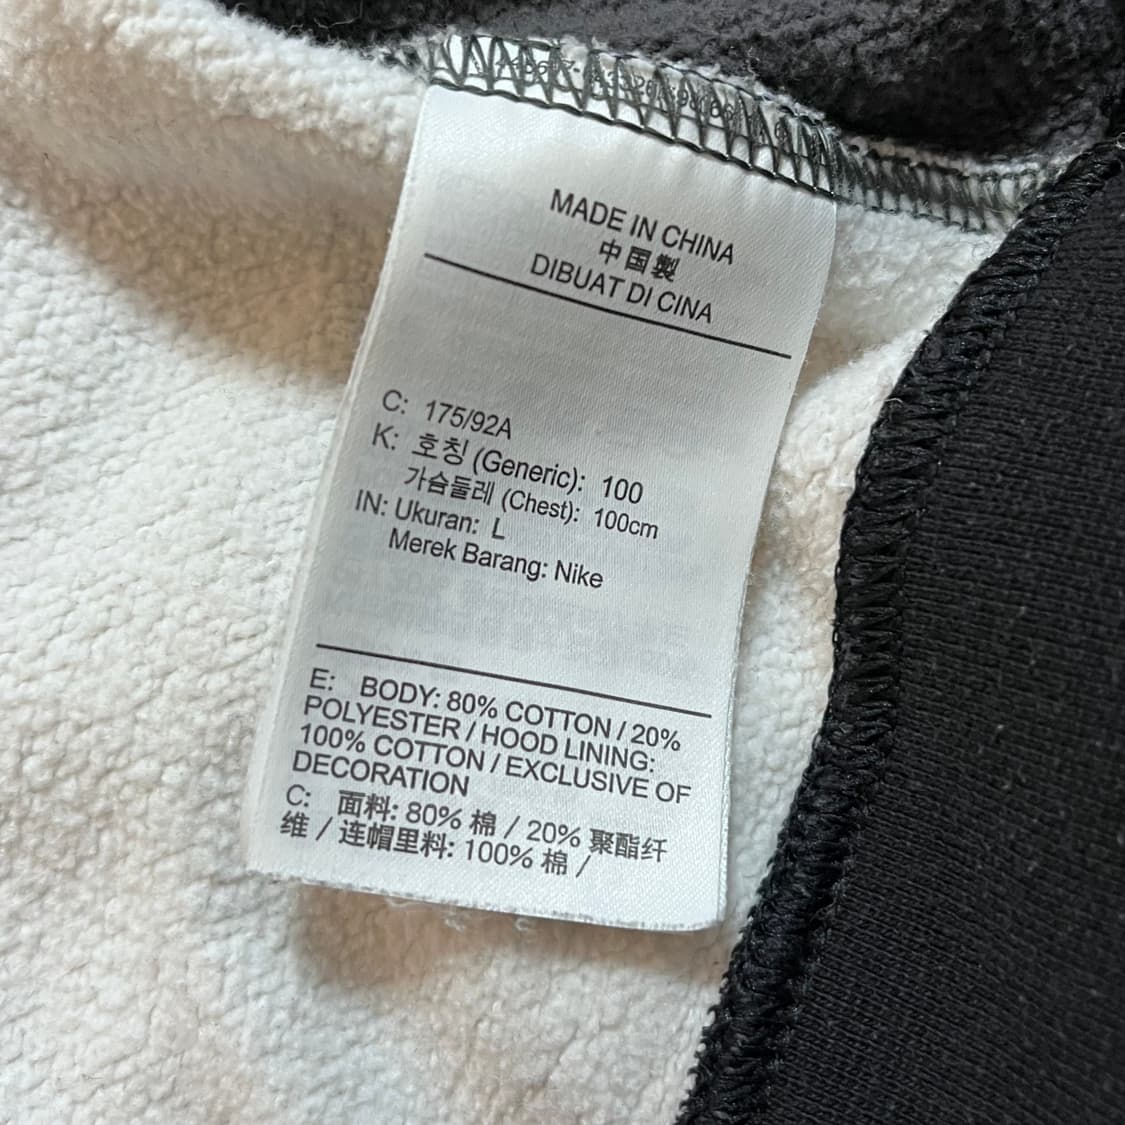 MADE IN CHINA
中国製
DIBUAT DI CINA
C: 175/92A
K: 호칭 (Generic): 100
가슴둘레 (Chest): 100cm
IN: Ukuran: L
Merek Barang: Nike
E: BODY: 80% COTTON / 20%
POLYESTER / HOOD LINING:
100% COTTON / EXCLUSIVE OF
DECORATION
C: 面料: 80% 棉 / 20% 聚酯纤
维 / 连帽里料: 100% 棉 /